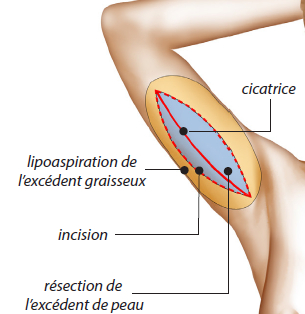 cicatrice
lipoaspiration de
l'excédent graisseux
incision
résection de
l'excédent de peau